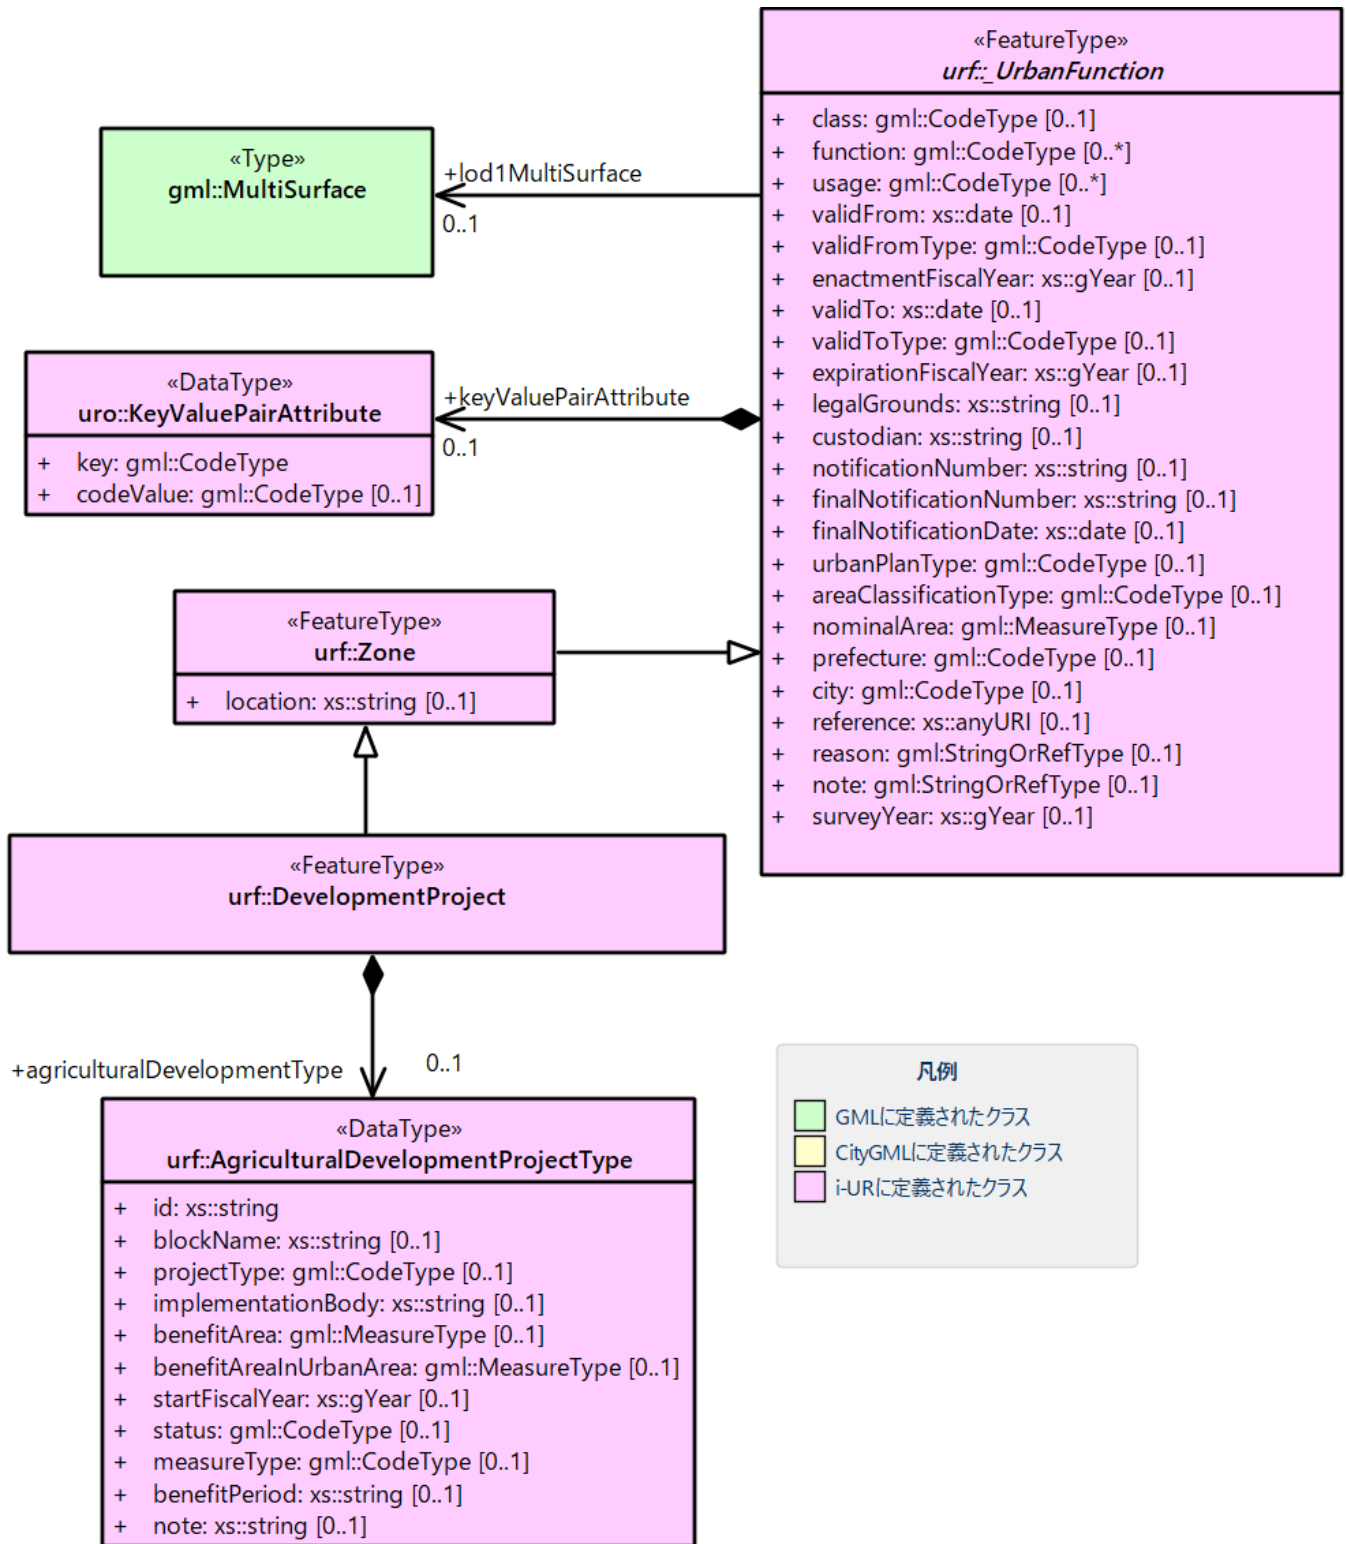 «FeatureType»
urf::_UrbanFunction
+ class: gml::CodeType [0..1]
+ function: gml::CodeType [0..*]
+ usage: gml::CodeType [0..*]
+ validFrom: xs::date [0..1]
+ validFromType: gml::CodeType [0..1]
+ enactmentFiscalYear: xs::gYear [0..1]
+ validTo: xs::date [0..1]
+ validToType: gml::CodeType [0..1]
+ expirationFiscalYear: xs::gYear [0..1]
+ legalGrounds: xs::string [0..1]
+ custodian: xs::string [0..1]
+ notificationNumber: xs::string [0..1]
+ finalNotificationNumber: xs::string [0..1]
+ finalNotificationDate: xs::date [0..1]
+ urbanPlanType: gml::CodeType [0..1]
+ areaClassificationType: gml::CodeType [0..1]
+ nominalArea: gml::MeasureType [0..1]
+ prefecture: gml::CodeType [0..1]
+ city: gml::CodeType [0..1]
+ reference: xs::anyURI [0..1]
+ reason: gml:StringOrRefType [0..1]
+ note: gml:StringOrRefType [0..1]
+ surveyYear: xs::gYear [0..1]
«Type»
gml::MultiSurface
+lod1MultiSurface
0..1
«DataType»
uro::KeyValuePairAttribute
+ key: gml::CodeType
+ codeValue: gml::CodeType [0..1]
+keyValuePairAttribute
0..1
«FeatureType»
urf::Zone
+ location: xs::string [0..1]
«FeatureType»
urf::DevelopmentProject
+agriculturalDevelopmentType
0..1
«DataType»
urf::AgriculturalDevelopmentProjectType
+ id: xs::string
+ blockName: xs::string [0..1]
+ projectType: gml::CodeType [0..1]
+ implementationBody: xs::string [0..1]
+ benefitArea: gml::MeasureType [0..1]
+ benefitAreaInUrbanArea: gml::MeasureType [0..1]
+ startFiscalYear: xs::gYear [0..1]
+ status: gml::CodeType [0..1]
+ measureType: gml::CodeType [0..1]
+ benefitPeriod: xs::string [0..1]
+ note: xs::string [0..1]
凡例
GMLに定義されたクラス
CityGMLに定義されたクラス
i-URに定義されたクラス